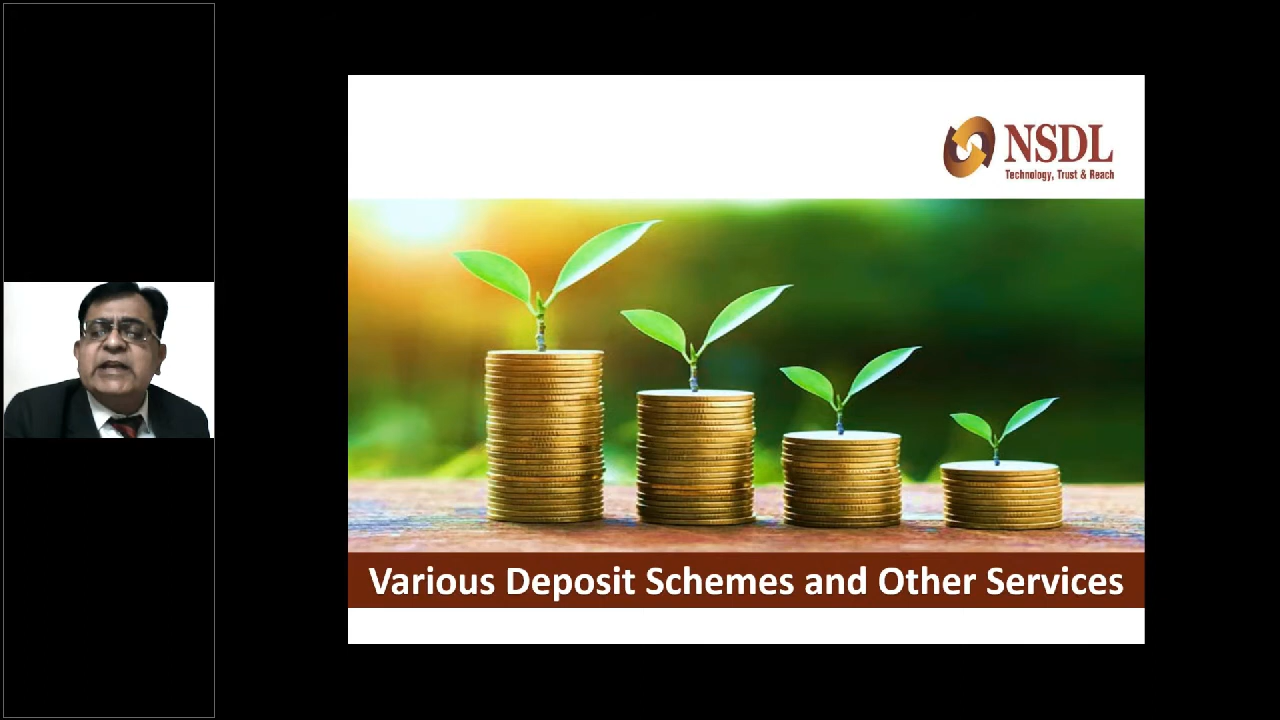 NSDL
Technology, Trust & Reach
Various Deposit Schemes and Other Services